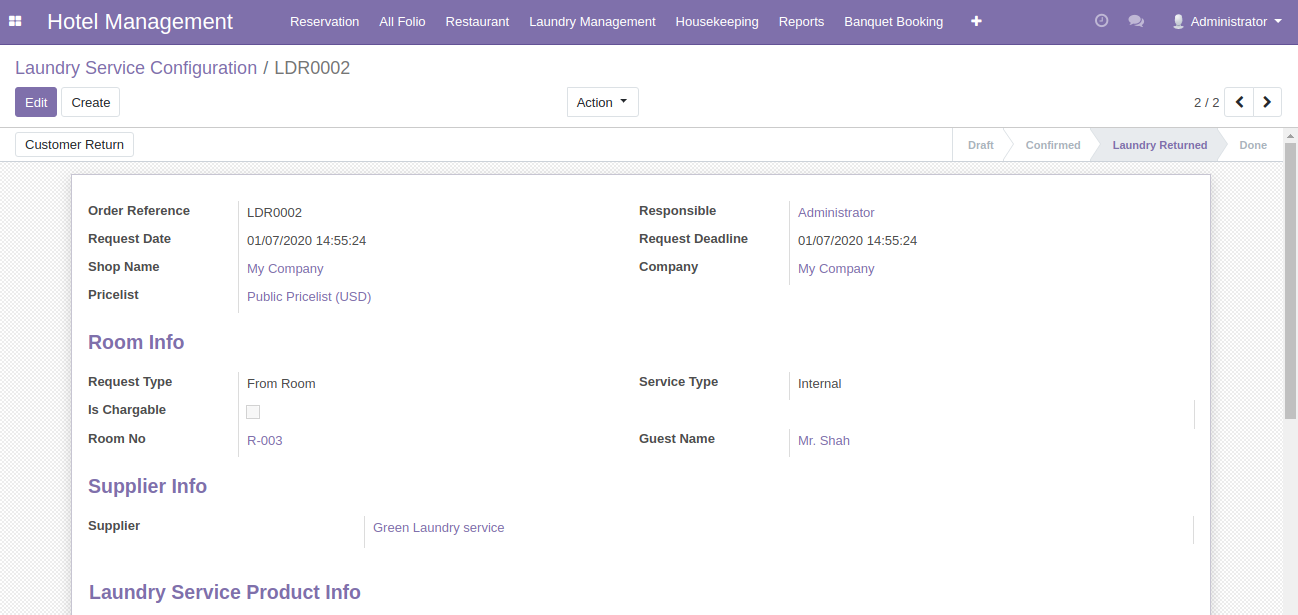 Hotel Management Reservation All Folio Restaurant Laundry Management Housekeeping Reports Banquet Booking Administrator
Laundry Service Configuration / LDR0002
Edit Create Action 2 / 2
Customer Return Draft Confirmed Laundry Returned Done
Order Reference LDR0002 Responsible Administrator
Request Date 01/07/2020 14:55:24 Request Deadline 01/07/2020 14:55:24
Shop Name My Company Company My Company
Pricelist Public Pricelist (USD)
Room Info
Request Type From Room Service Type Internal
Is Chargable
Room No R-003 Guest Name Mr. Shah
Supplier Info
Supplier Green Laundry service
Laundry Service Product Info